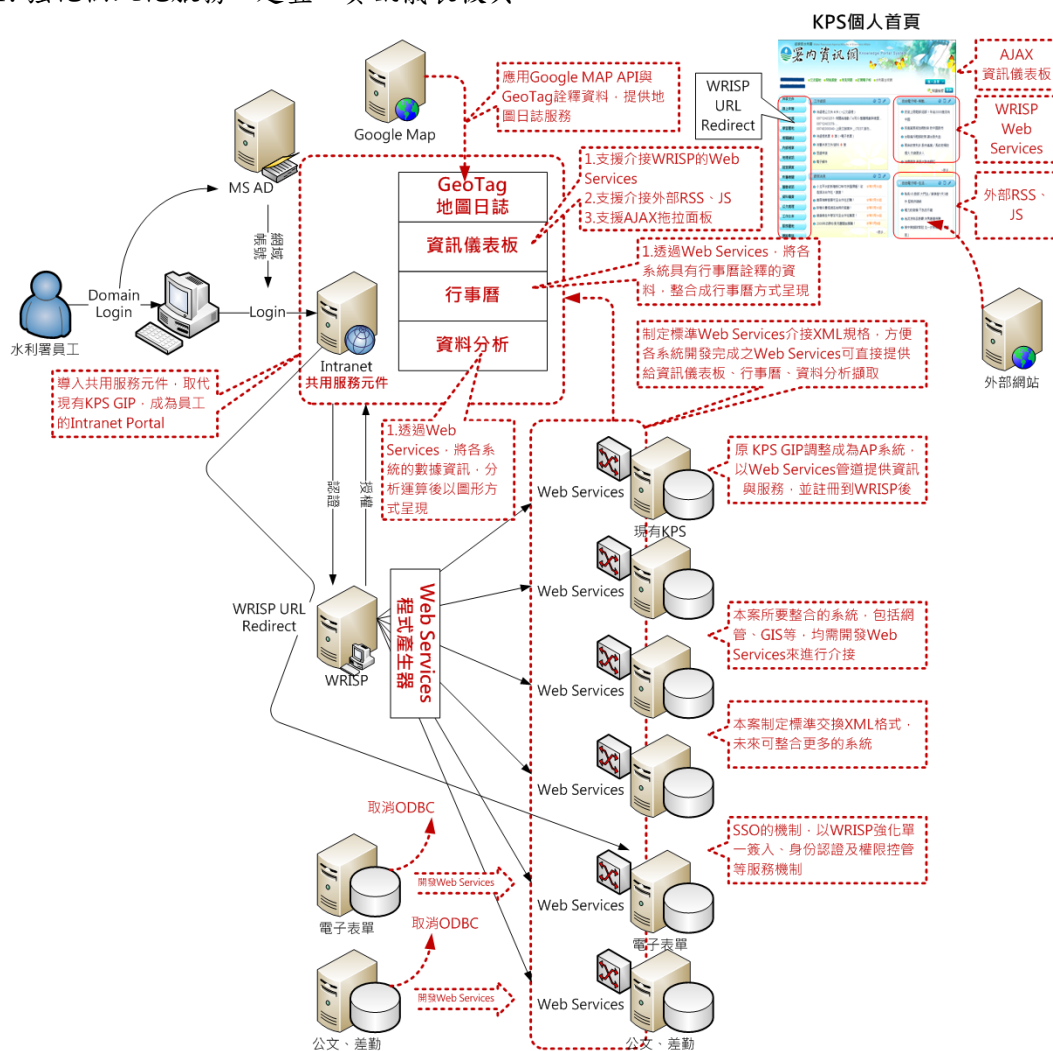 KPS個人首頁
署內資訊網
AJAX
資訊儀表板
WRISP
URL
Redirect
WRISP
Web
Services
外部RSS、
JS
應用Google MAP API與
GeoTag詮釋資料，提供地
圖日誌服務
Google Map
MS AD
網域
帳號
GeoTag
地圖日誌
資訊儀表板
行事曆
資料分析
1.支援介接WRISP的Web
Services
2.支援介接外部RSS、JS
3.支援AJAX拖拉面板
1.透過Web Services，將各
系統具有行事曆詮釋的資
料，整合成行事曆方式呈現
Domain
Login
Login
水利署員工
Intranet
共用服務元件
制定標準Web Services介接XML規格，方便
各系統開發完成之Web Services可直接提供
給資訊儀表板、行事曆、資料分析擷取
外部網站
導入共用服務元件，取代
現有KPS GIP，成為員工
的Intranet Portal
1.透過Web
Services，將各系
統的數據資訊，分
析運算後以圖形方
式呈現
認證
授權
Web Services
現有KPS
原 KPS GIP調整成為AP系統，
以Web Services管道提供資訊
與服務，並註冊到WRISP後
WRISP URL
Redirect
WRISP
Web Services
程式產生器
Web Services
本案所要整合的系統，包括網
管、GIS等，均需開發Web
Services來進行介接
Web Services
本案制定標準交換XML格式，
未來可整合更多的系統
Web Services
取消ODBC
電子表單
開發Web Services
SSO的機制，以WRISP強化單
一簽入、身份認證及權限控管
等服務機制
Web Services
電子表單
取消ODBC
公文、差勤
開發Web Services
Web Services
公文、差勤